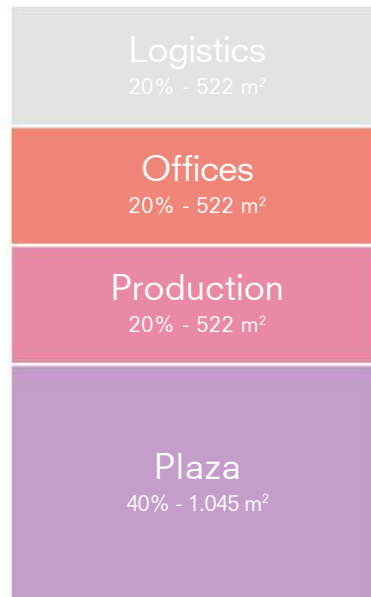 Logistics
20% - 522 m²
Offices
20% - 522 m²
Production
20% - 522 m²
Plaza
40% - 1.045 m²